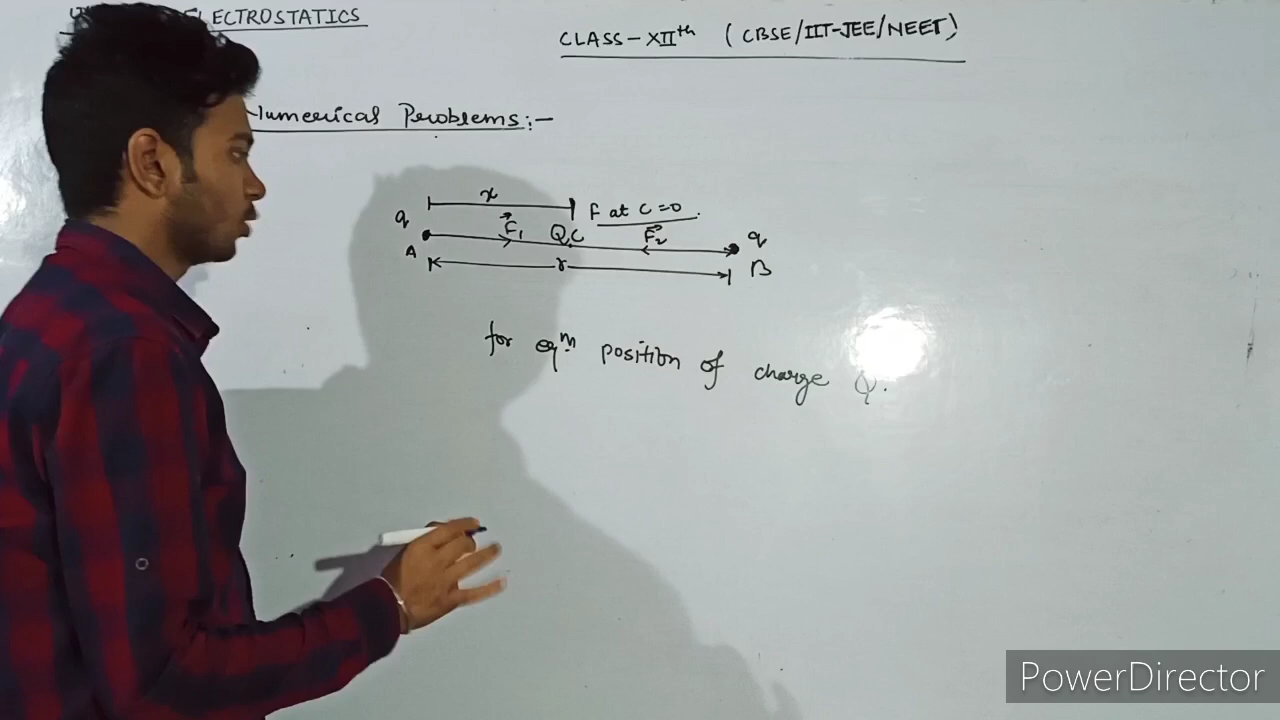 ELECTROSTATICS
CLASS-XIIth (CBSE/IIT-JEE/NEET)
Numerical Problems:-
x
F at C=0
q F₁ Q,C F₂ q
A r B
for eqm position of charge Q.
PowerDirector